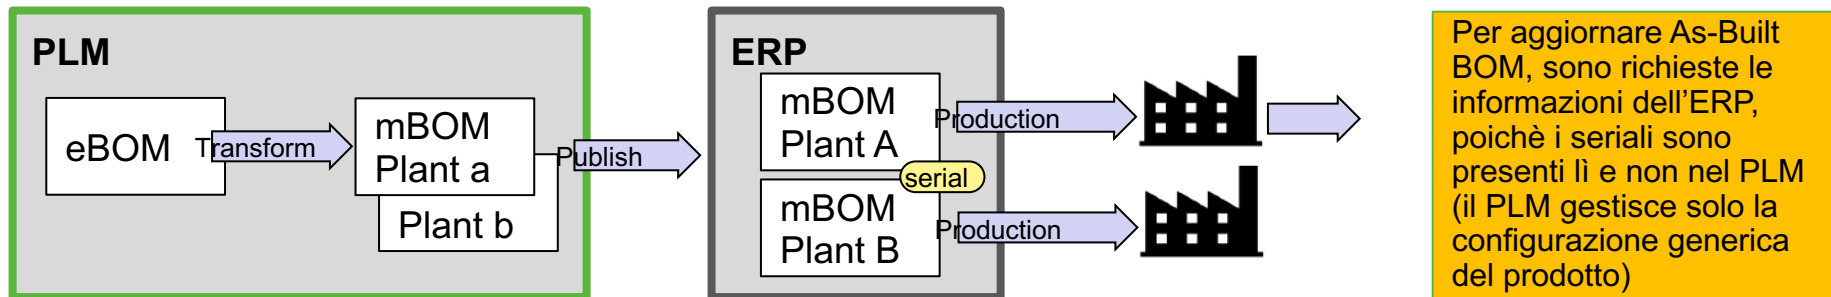 PLM
eBOM
Transform
mBOM
Plant a
Plant b
Publish
ERP
mBOM
Plant A
serial
mBOM
Plant B
Production
Production
Per aggiornare As-Built
BOM, sono richieste le
informazioni dell’ERP,
poichè i seriali sono
presenti lì e non nel PLM
(il PLM gestisce solo la
configurazione generica
del prodotto)